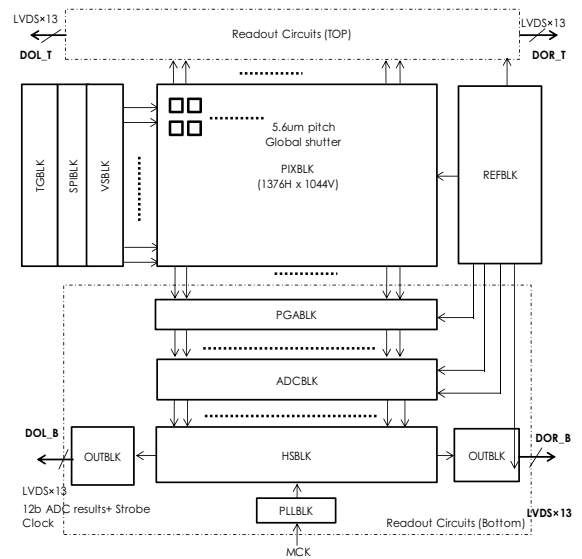 LVDS×13
DOL_T
Readout Circuits (TOP)
LVDS×13
DOR_T
TGBLK
SPIBLK
VSBLK
5.6um pitch
Global shutter
PIXBLK
(1376H x 1044V)
REFBLK
PGABLK
ADCBLK
DOL_B
OUTBLK
HSBLK
OUTBLK
DOR_B
LVDS×13
12b ADC results+ Strobe
Clock
PLLBLK
LVDS×13
Readout Circuits (Bottom)
MCK